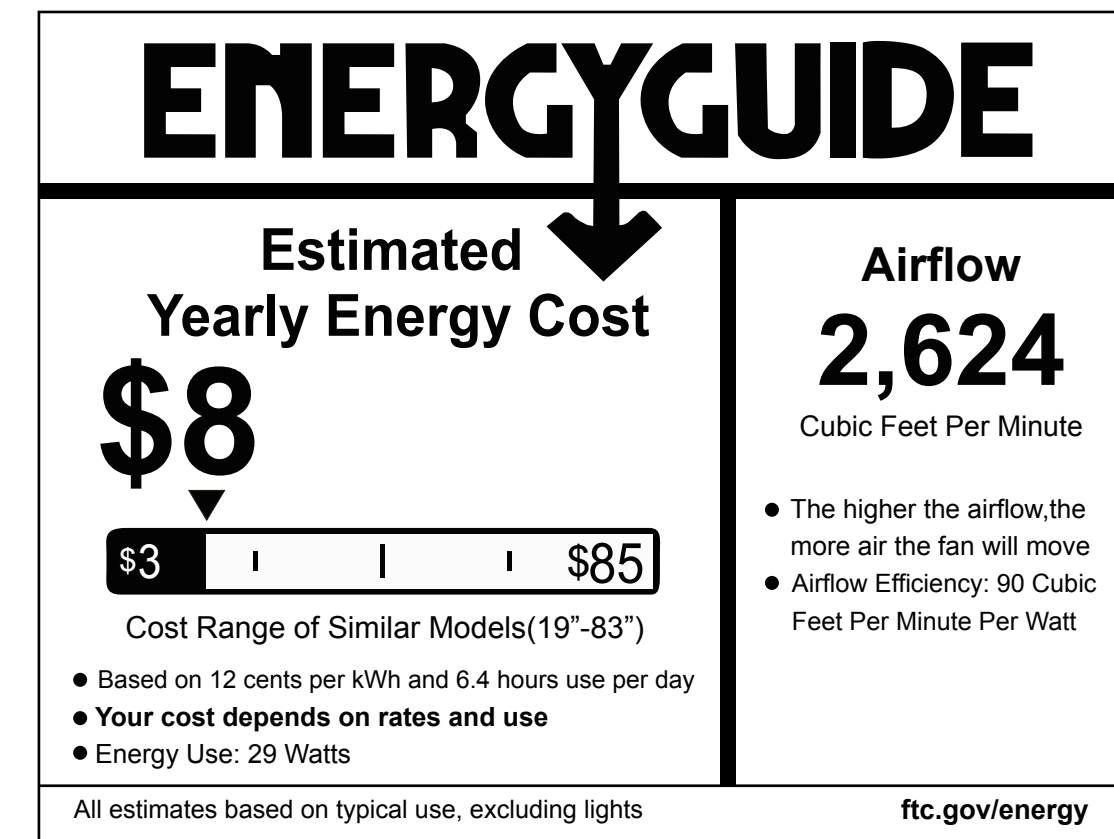 ENERGYGUIDE
Estimated
Yearly Energy Cost
$8
$3
$85
Cost Range of Similar Models(19”-83”)
● Based on 12 cents per kWh and 6.4 hours use per day
● Your cost depends on rates and use
● Energy Use: 29 Watts
Airflow
2,624
Cubic Feet Per Minute
● The higher the airflow,the
more air the fan will move
● Airflow Efficiency: 90 Cubic
Feet Per Minute Per Watt
All estimates based on typical use, excluding lights
ftc.gov/energy